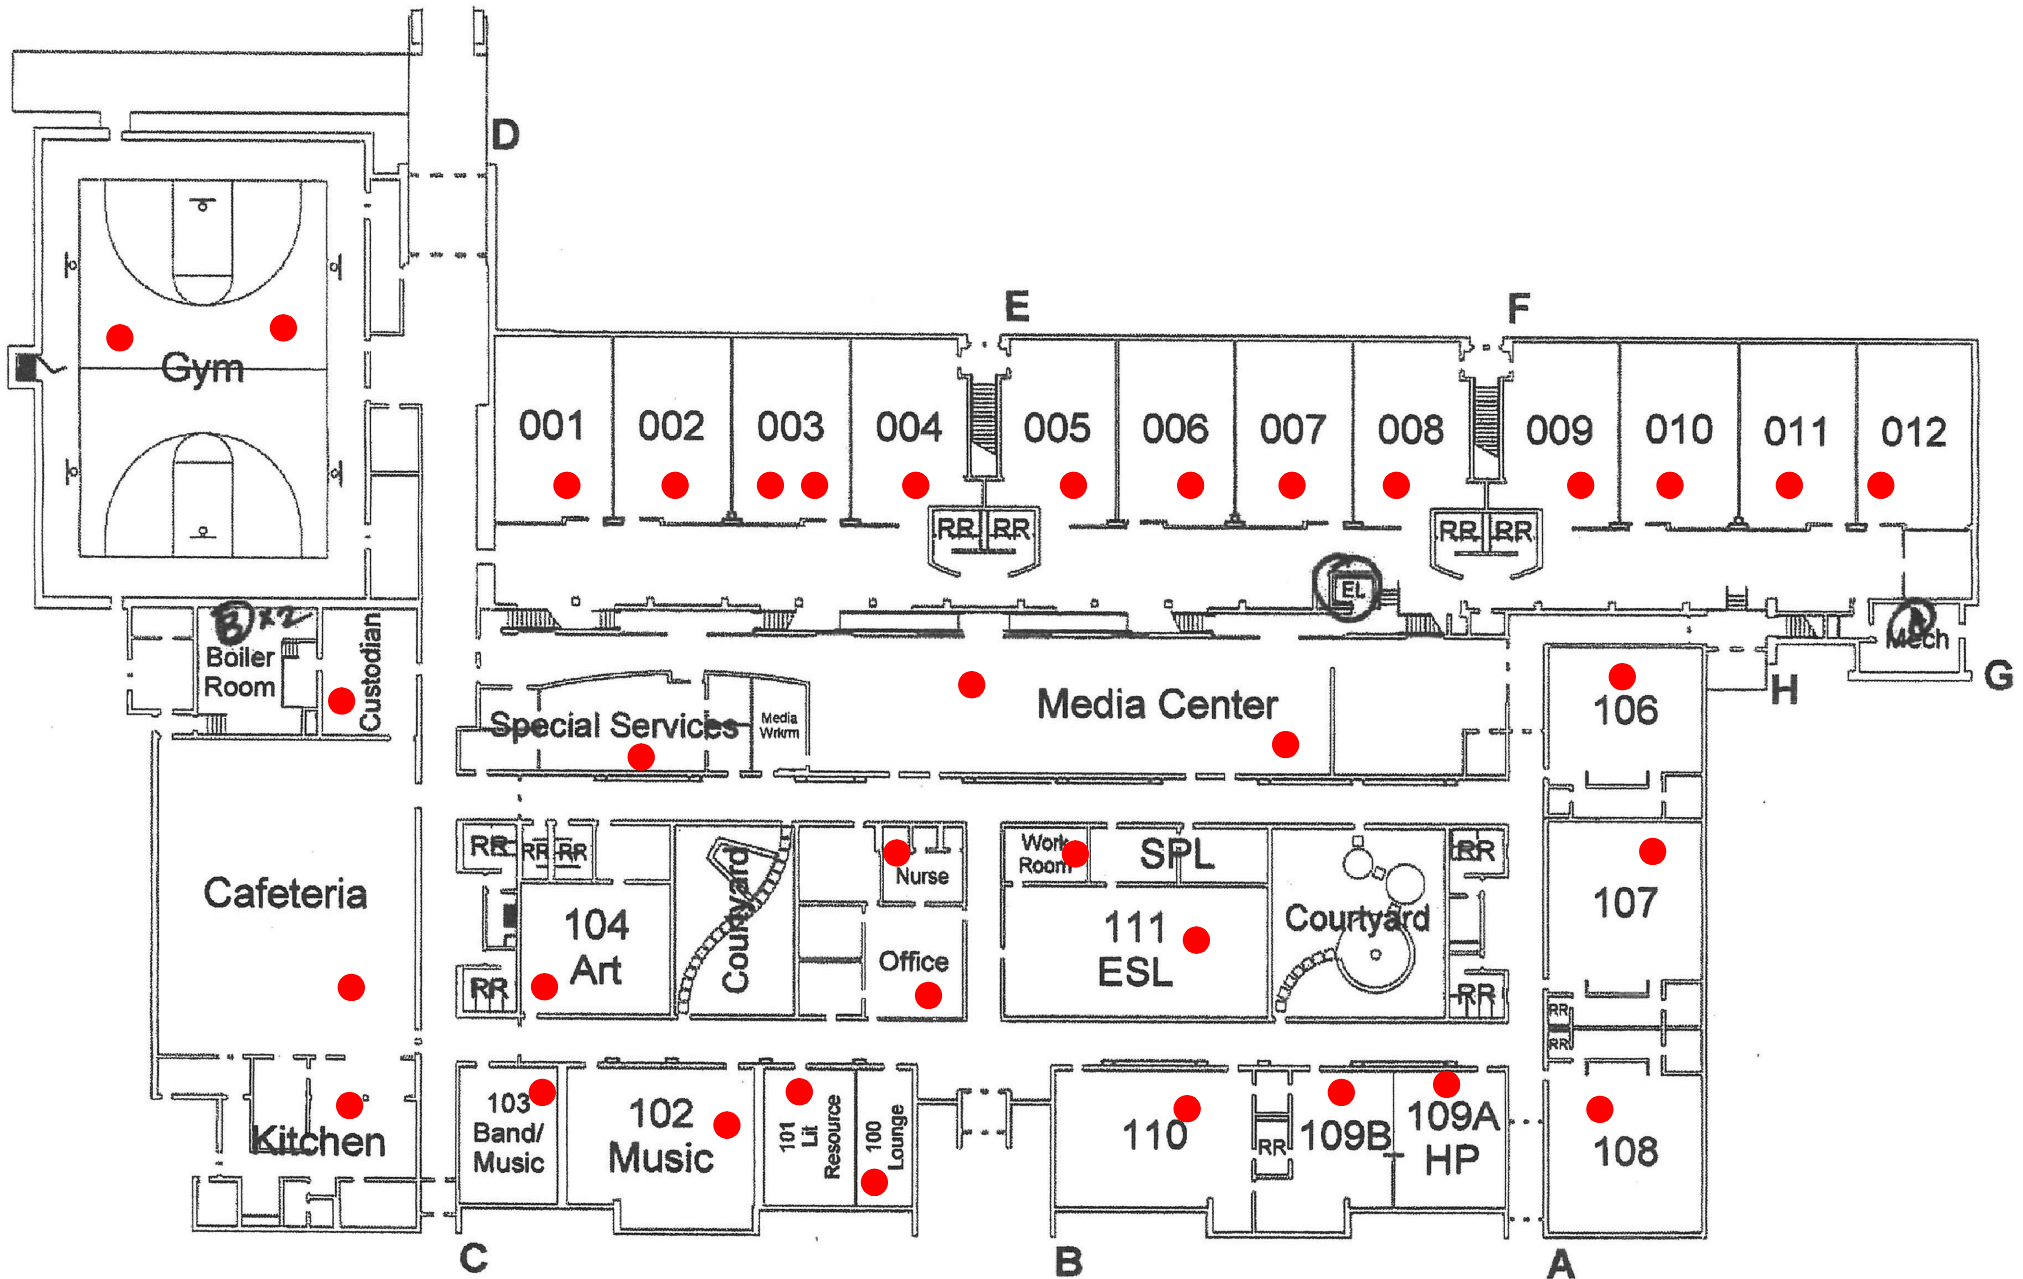 D
E
F
Gym
001
002
003
004
005
006
007
008
009
010
011
012
RR
RR
RR
RR
EL
B x2
Boiler
Room
Custodian
A
Mech
G
H
Special Services
Media
Wrkrm
Media Center
106
Cafeteria
RR
RR
RR
RR
104
Art
Courtyard
Nurse
Office
Work
Room
SPL
111
ESL
Courtyard
RR
RR
107
RR
RR
Kitchen
103
Band/
Music
102
Music
101
Lit
Resource
100
Lounge
110
RR
109B
109A
HP
108
C
B
A